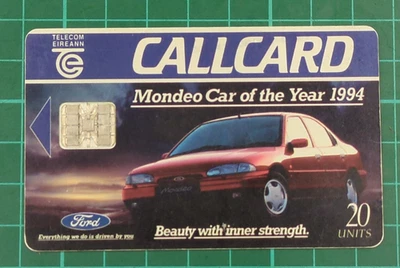 TELECOM
EIREANN
CALLCARD
Mondeo Car of the Year 1994
Ford
Everything we do is driven by you
Beauty with inner strength.
20
UNITS